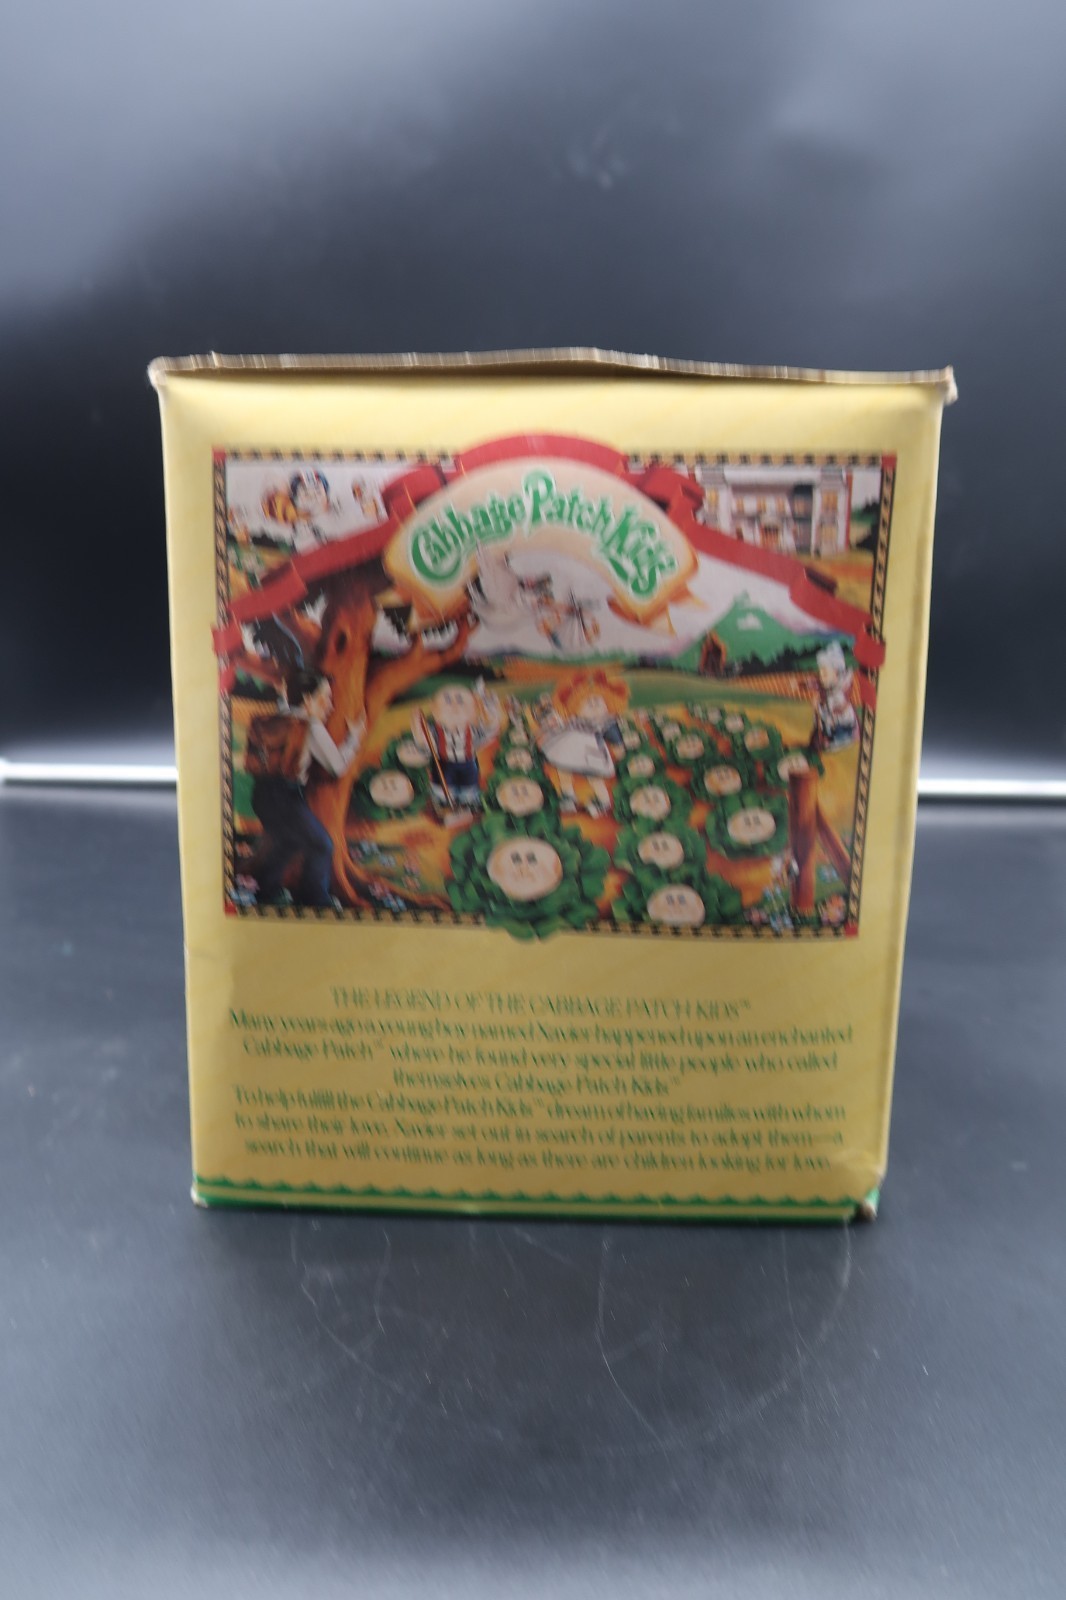 Cabbage Patch Kids
THE LEGEND OF THE CABBAGE PATCH KIDS™
Many years ago a young boy named Xavier happened upon an enchanted
Cabbage Patch™ where he found very special little people who called
themselves Cabbage Patch Kids™
To help fulfill the Cabbage Patch Kids™ dream of having families with whom
to share their love, Xavier set out in search of parents to adopt them—a
search that will continue as long as there are children looking for love.